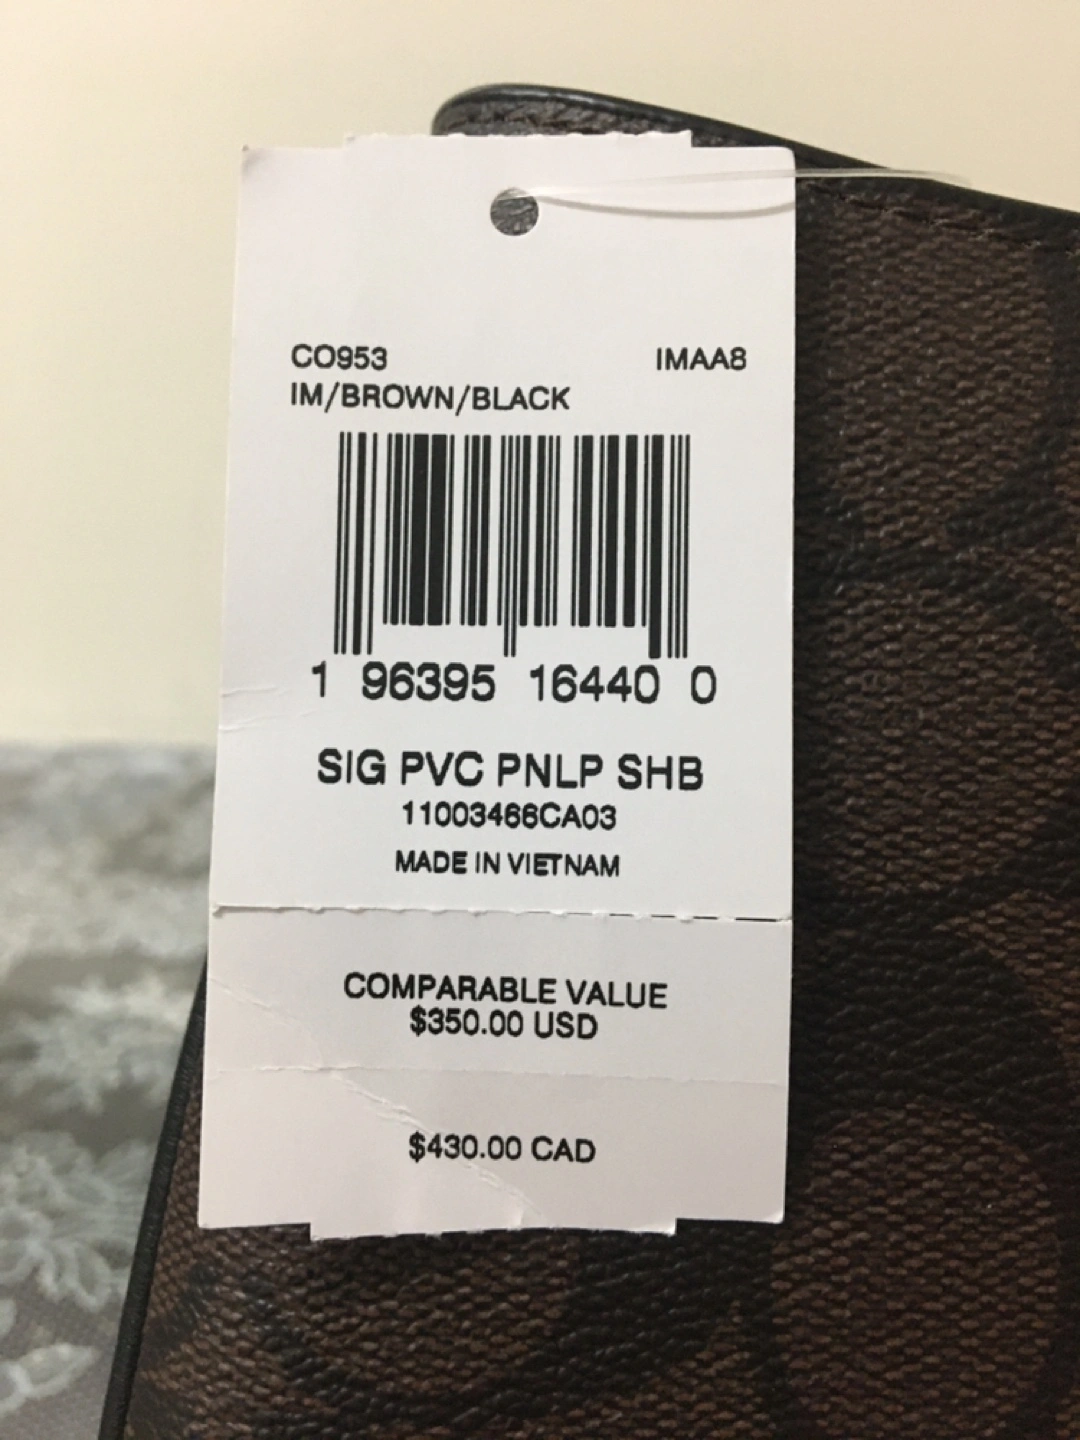 CO953 IMAA8
IM/BROWN/BLACK
1 96395 16440 0
SIG PVC PNLP SHB
11003466CA03
MADE IN VIETNAM
COMPARABLE VALUE
$350.00 USD
$430.00 CAD